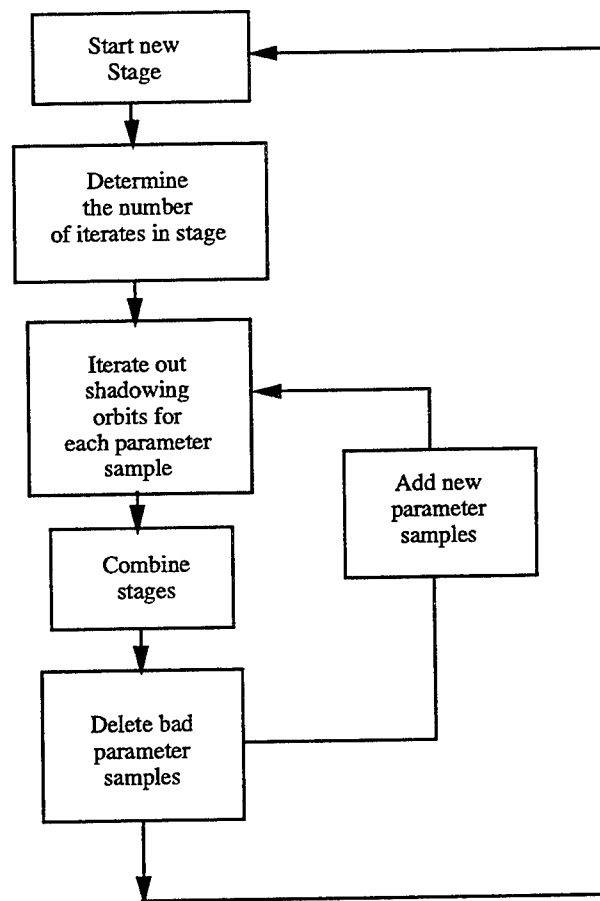 Start new
Stage
Determine
the number
of iterates in stage
Iterate out
shadowing
orbits for
each parameter
sample
Add new
parameter
samples
Combine
stages
Delete bad
parameter
samples